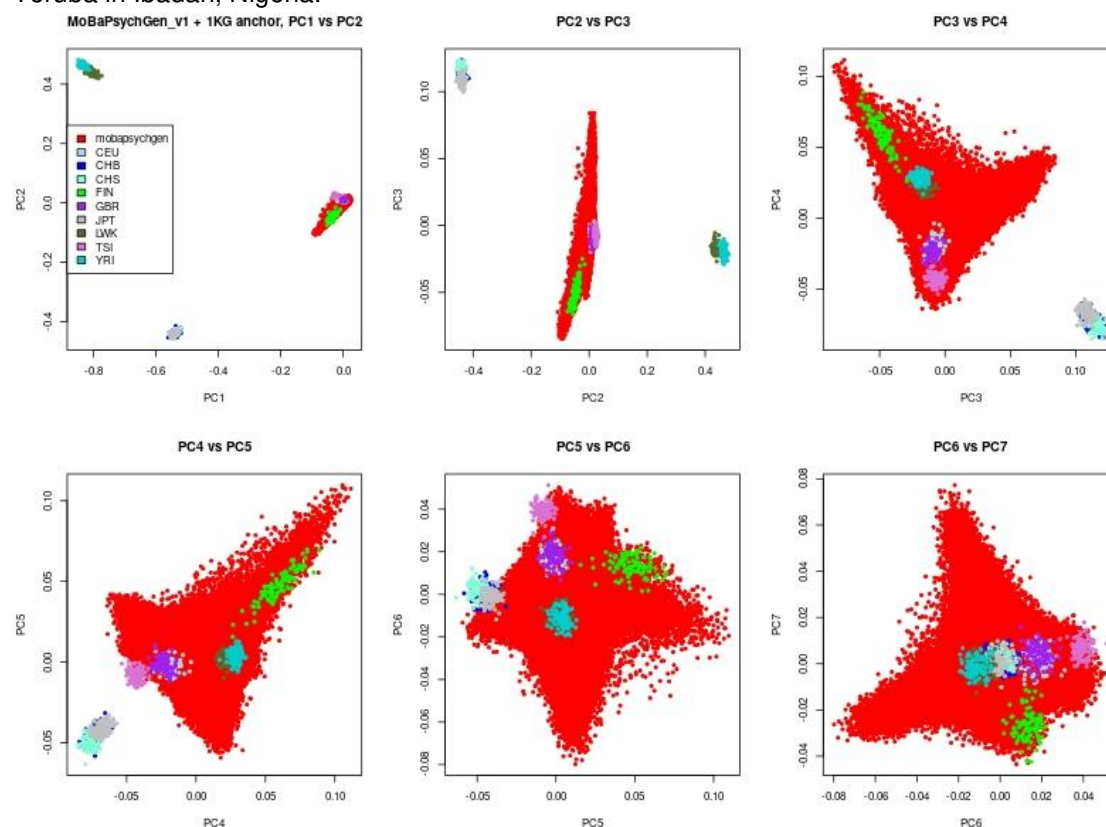 Yoruba in Ibadan, Nigeria.
MoBaPsychGen_v1 + 1KG anchor, PC1 vs PC2
PC2 vs PC3
PC3 vs PC4
PC2
0.4
0.2
0.0
-0.2
-0.4
mobapsychgen
CEU
CHB
CHS
FIN
GBR
JPT
LWK
TSI
YRI
-0.8 -0.6 -0.4 -0.2 0.0
PC1
PC3
0.10
0.05
0.00
-0.05
-0.4 -0.2 0.0 0.2 0.4
PC2
PC4
0.10
0.05
0.00
-0.05
-0.05 0.00 0.05 0.10
PC3
PC4 vs PC5
PC5 vs PC6
PC6 vs PC7
PC5
0.10
0.05
0.00
-0.05
-0.05 0.00 0.05 0.10
PC4
PC6
0.04
0.02
0.00
-0.02
-0.04
-0.06
-0.08
-0.05 0.00 0.05 0.10
PC5
PC7
0.08
0.06
0.04
0.02
0.00
-0.02
-0.04
-0.08 -0.06 -0.04 -0.02 0.00 0.02 0.04
PC6